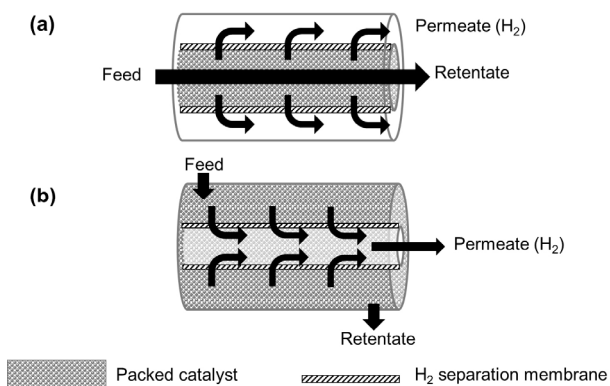 (a)
Permeate (H₂)
Feed
Retentate
(b)
Feed
Permeate (H₂)
Retentate
Packed catalyst
H₂ separation membrane